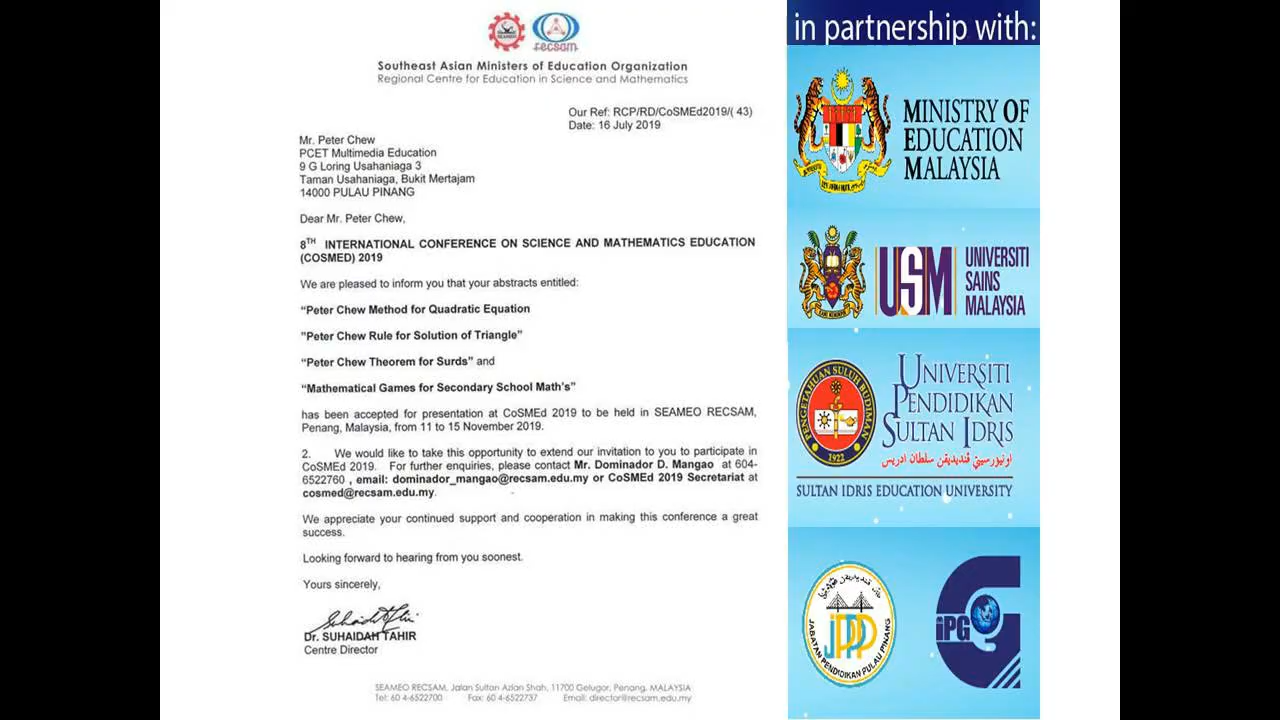 SEAMEO
recsam
Southeast Asian Ministers of Education Organization
Regional Centre for Education in Science and Mathematics
Our Ref: RCP/RD/CoSMEd2019/( 43)
Date: 16 July 2019
Mr. Peter Chew
PCET Multimedia Education
9 G Loring Usahaniaga 3
Taman Usahaniaga, Bukit Mertajam
14000 PULAU PINANG
Dear Mr. Peter Chew,
8TH INTERNATIONAL CONFERENCE ON SCIENCE AND MATHEMATICS EDUCATION
(COSMED) 2019
We are pleased to inform you that your abstracts entitled:
“Peter Chew Method for Quadratic Equation
“Peter Chew Rule for Solution of Triangle”
“Peter Chew Theorem for Surds” and
“Mathematical Games for Secondary School Math's”
has been accepted for presentation at CoSMEd 2019 to be held in SEAMEO RECSAM,
Penang, Malaysia, from 11 to 15 November 2019.
2. We would like to take this opportunity to extend our invitation to you to participate in
CoSMEd 2019. For further enquiries, please contact Mr. Dominador D. Mangao at 604-
6522760 , email: dominador_mangao@recsam.edu.my or CoSMEd 2019 Secretariat at
cosmed@recsam.edu.my.
We appreciate your continued support and cooperation in making this conference a great
success.
Looking forward to hearing from you soonest.
Yours sincerely,
Dr. SUHAIDAH TAHIR
Centre Director
SEAMEO RECSAM, Jalan Sultan Azlan Shah, 11700 Gelugor, Penang, MALAYSIA
Tel: 60 4-6522700 Fax: 60 4-6522737 Email: director@recsam.edu.my
in partnership with:
MINISTRY OF
EDUCATION
MALAYSIA
USM
UNIVERSITI
SAINS
MALAYSIA
PENGETAHUAN SULUH BUDIMAN
1922
UNIVERSITI
PENDIDIKAN
SULTAN IDRIS
اونيۏرسيتي ڤنديديقن سلطان ادريس
SULTAN IDRIS EDUCATION UNIVERSITY
JPPP
JABATAN PENDIDIKAN PULAU PINANG
iPG